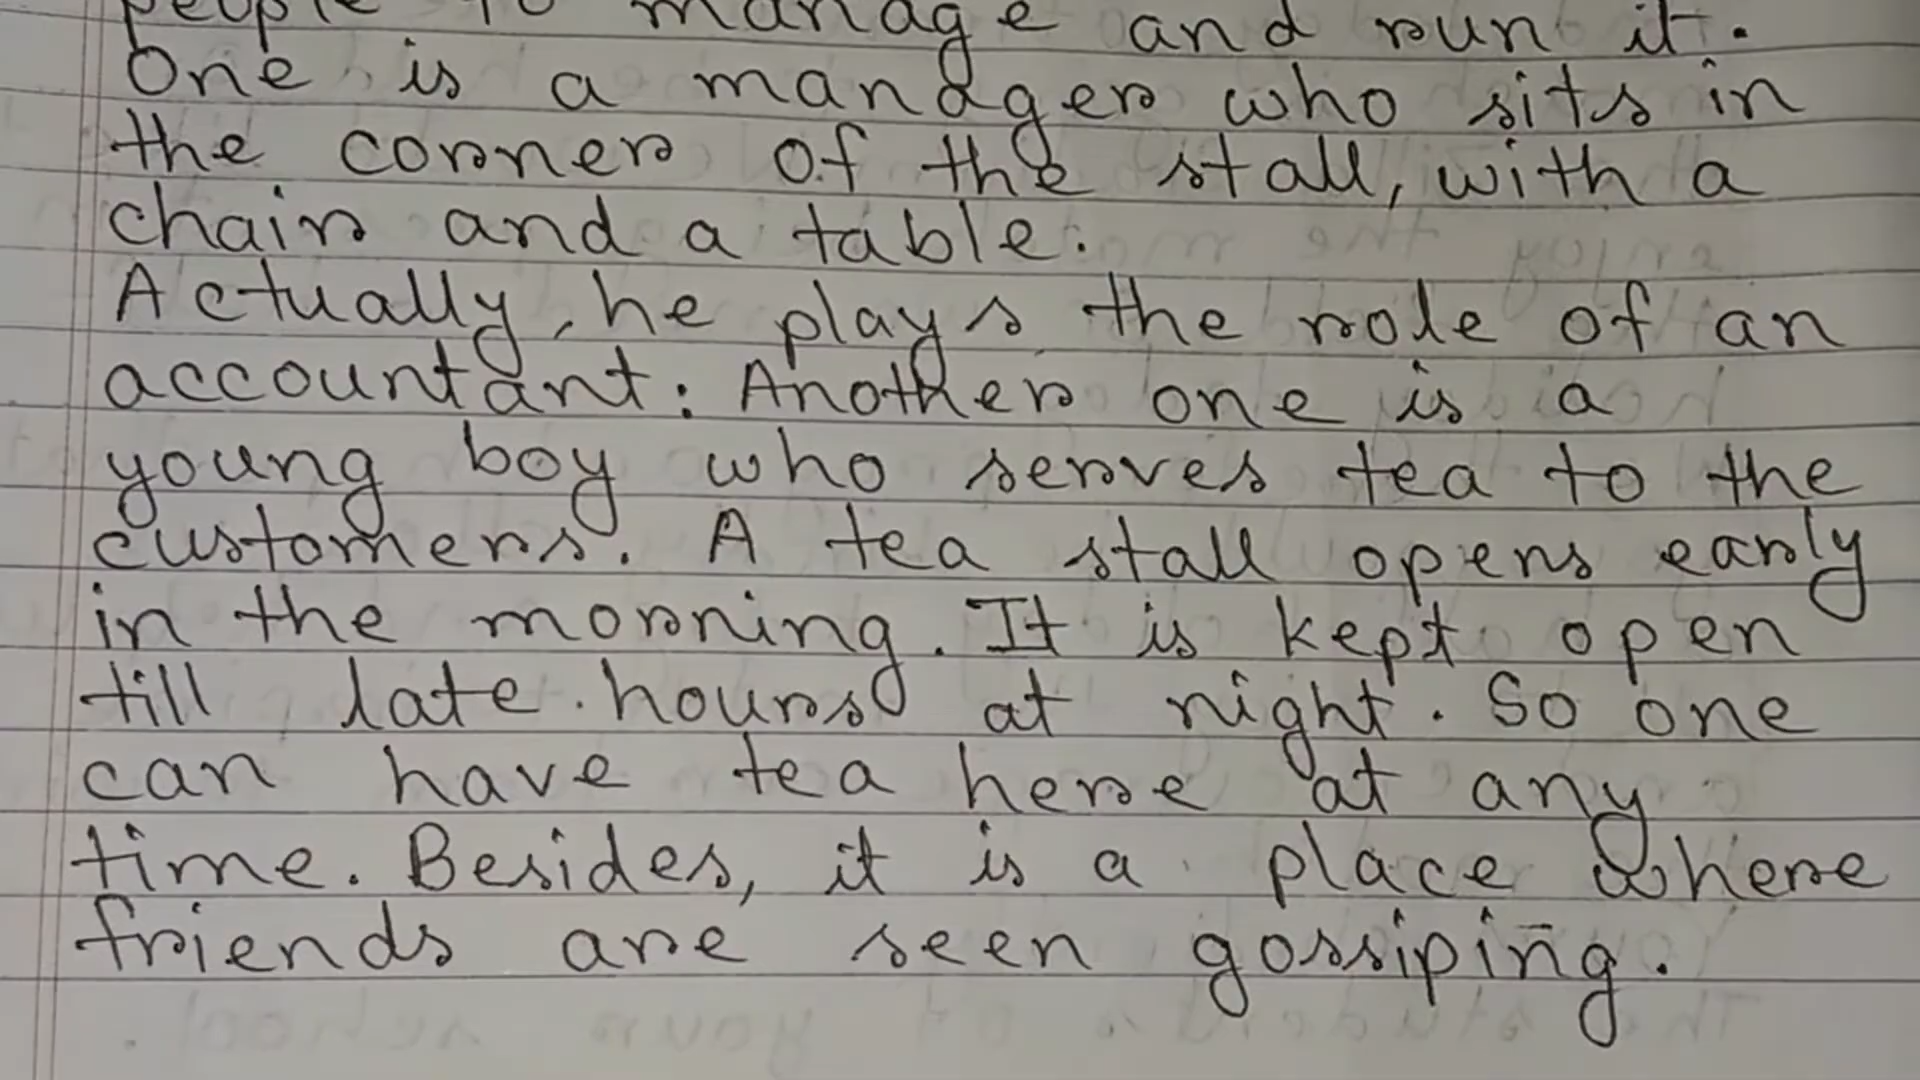 people to manage and run it.
One is a manager who sits in
the corner of the stall, with a
chair and a table.
Actually, he plays the role of an
accountant. Another one is a
young boy who serves tea to the
customers. A tea stall opens early
in the morning. It is kept open
till late hours at night. So one
can have tea here at any
time. Besides, it is a place where
friends are seen gossiping.